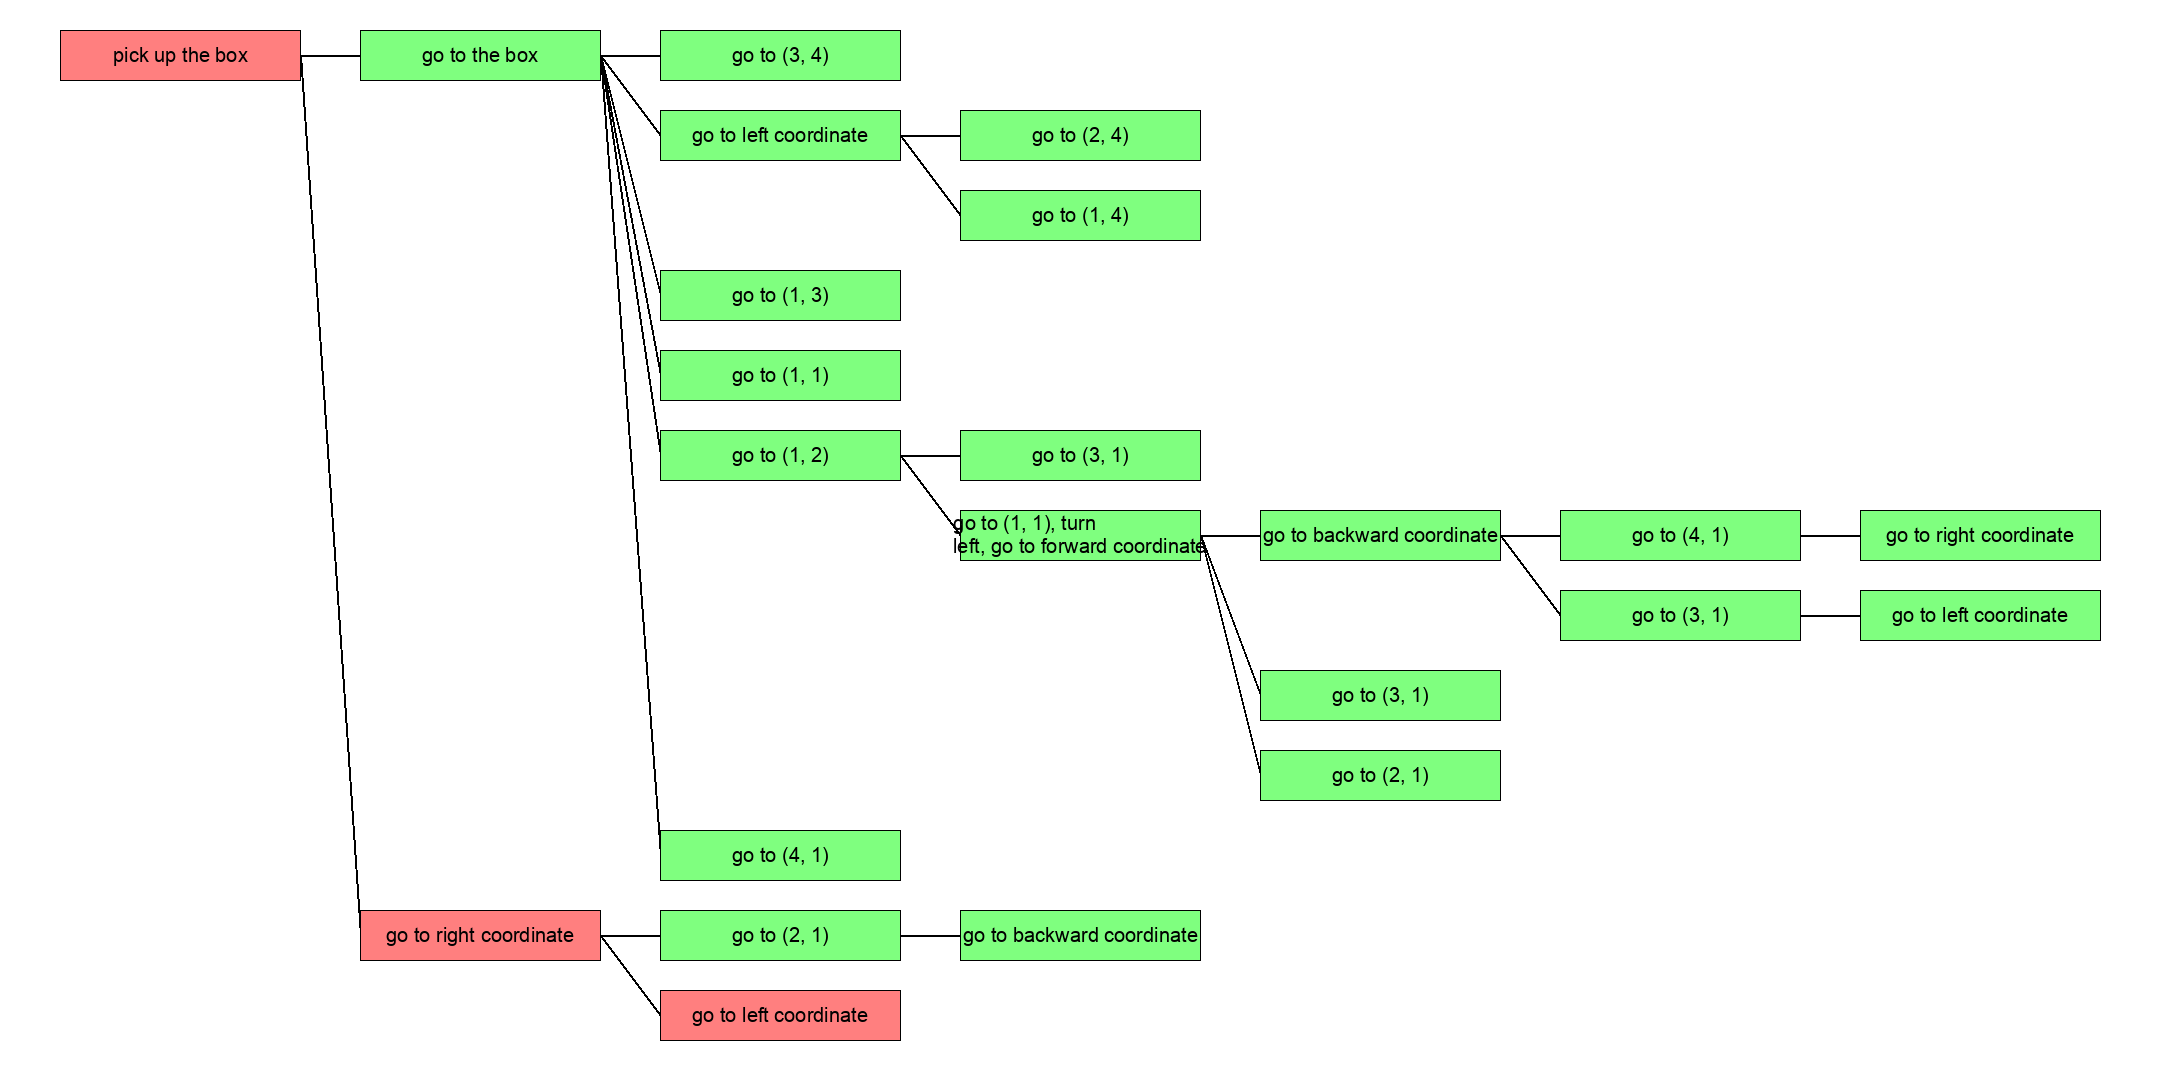 pick up the box
go to the box
go to (3, 4)
go to left coordinate
go to (2, 4)
go to (1, 4)
go to (1, 3)
go to (1, 1)
go to (1, 2)
go to (3, 1)
go to (1, 1), turn
left, go to forward coordinate
go to backward coordinate
go to (4, 1)
go to right coordinate
go to (3, 1)
go to left coordinate
go to (3, 1)
go to (2, 1)
go to (4, 1)
go to right coordinate
go to (2, 1)
go to backward coordinate
go to left coordinate